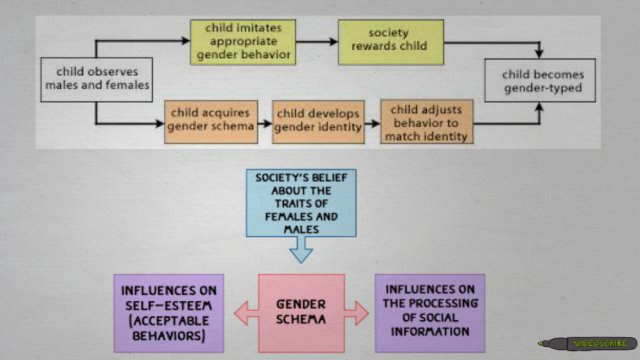 child imitates
appropriate
gender behavior
society
rewards child
child observes
males and females
child becomes
gender-typed
child acquires
gender schema
child develops
gender identity
child adjusts
behavior to
match identity
SOCIETY'S BELIEF
ABOUT THE
TRAITS OF
FEMALES AND
MALES
INFLUENCES ON
SELF-ESTEEM
(ACCEPTABLE
BEHAVIORS)
GENDER
SCHEMA
INFLUENCES ON
THE PROCESSING
OF SOCIAL
INFORMATION
VIDEOSCRIBE